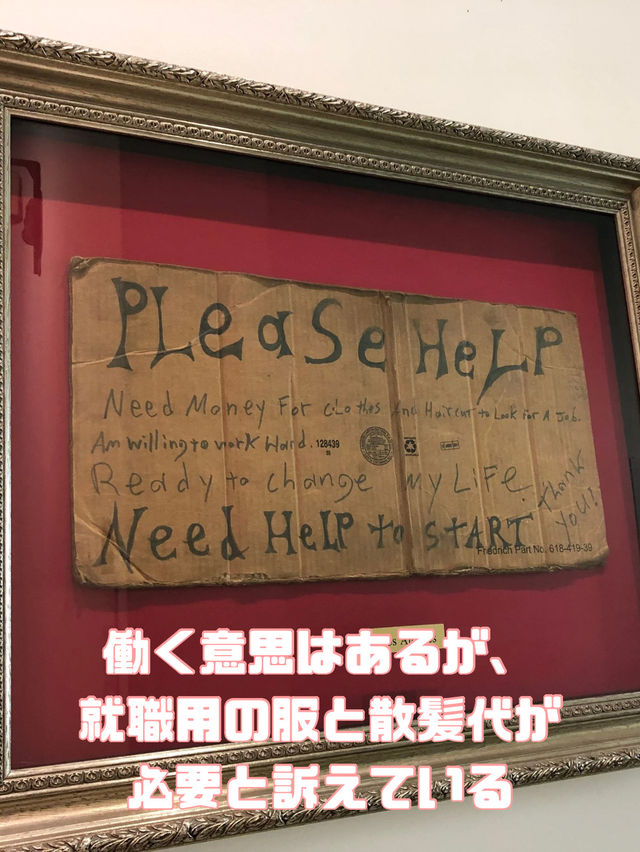 PLeaSe HeLP
Need Money For cLothes And Haircut to Look for A Job.
Am willing to work Hard. 128439
Ready to change My LiFe.
Thank You!
Need HeLP to stART
Fredrich Part No. 618-419-39
働く意思はあるが、
就職用の服と散髪代が
必要と訴えている